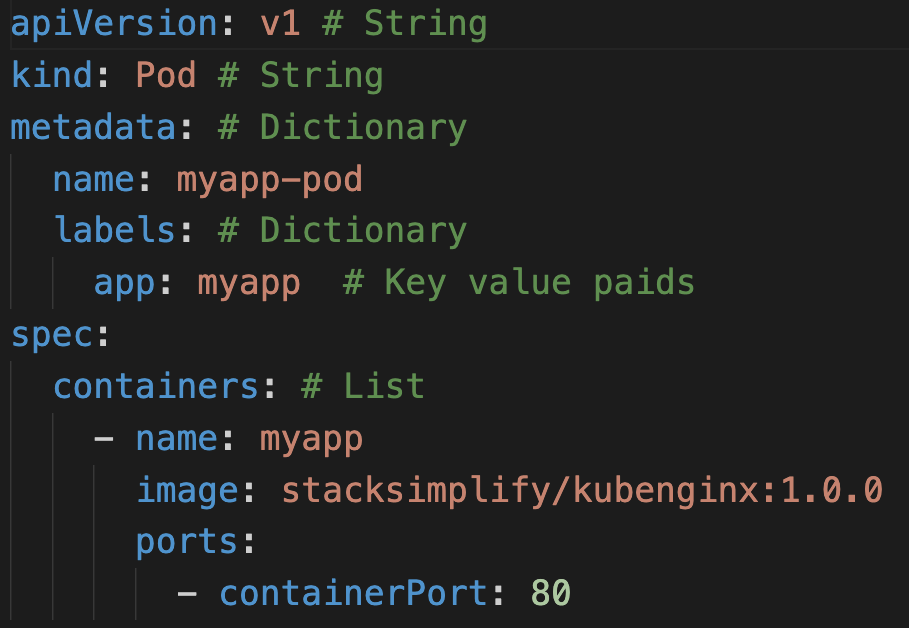 apiVersion: v1 # String
kind: Pod # String
metadata: # Dictionary
  name: myapp-pod
  labels: # Dictionary
    app: myapp  # Key value paids
spec:
  containers: # List
    - name: myapp
      image: stacksimplify/kubenginx:1.0.0
      ports:
        - containerPort: 80